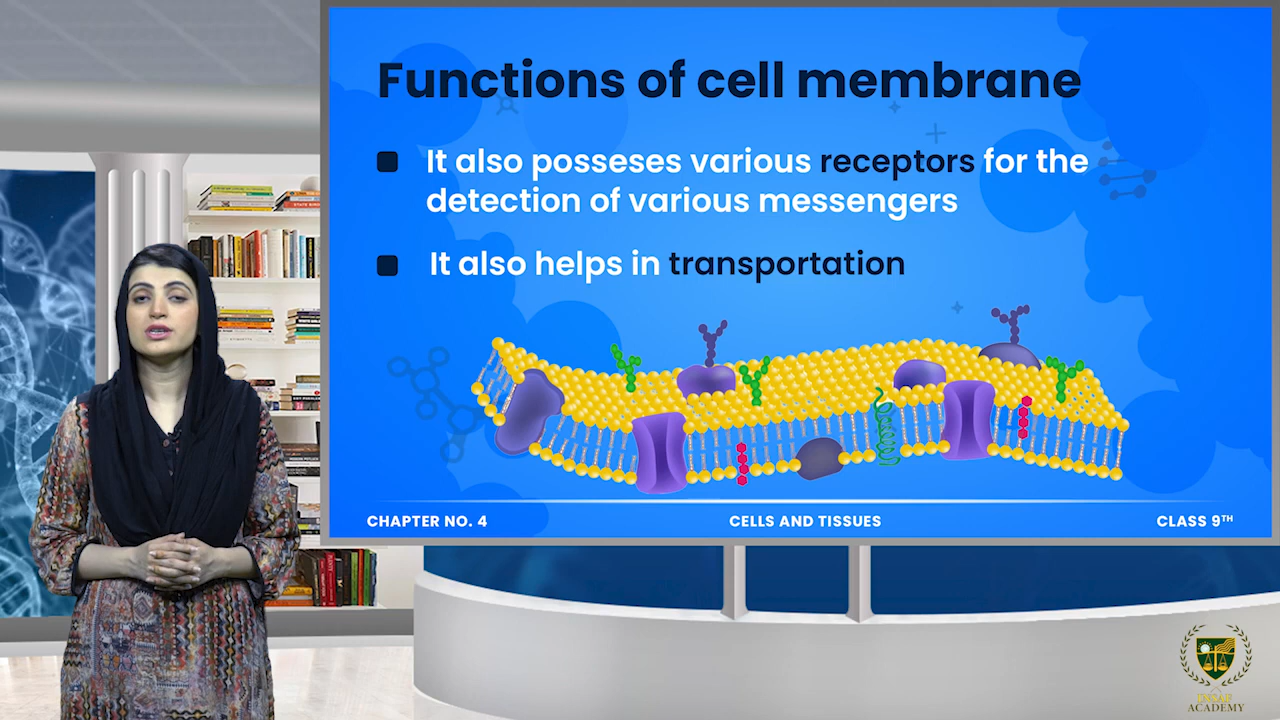 Functions of cell membrane
It also posseses various receptors for the
detection of various messengers
It also helps in transportation
CHAPTER NO. 4
CELLS AND TISSUES
CLASS 9TH
INSAF
ACADEMY